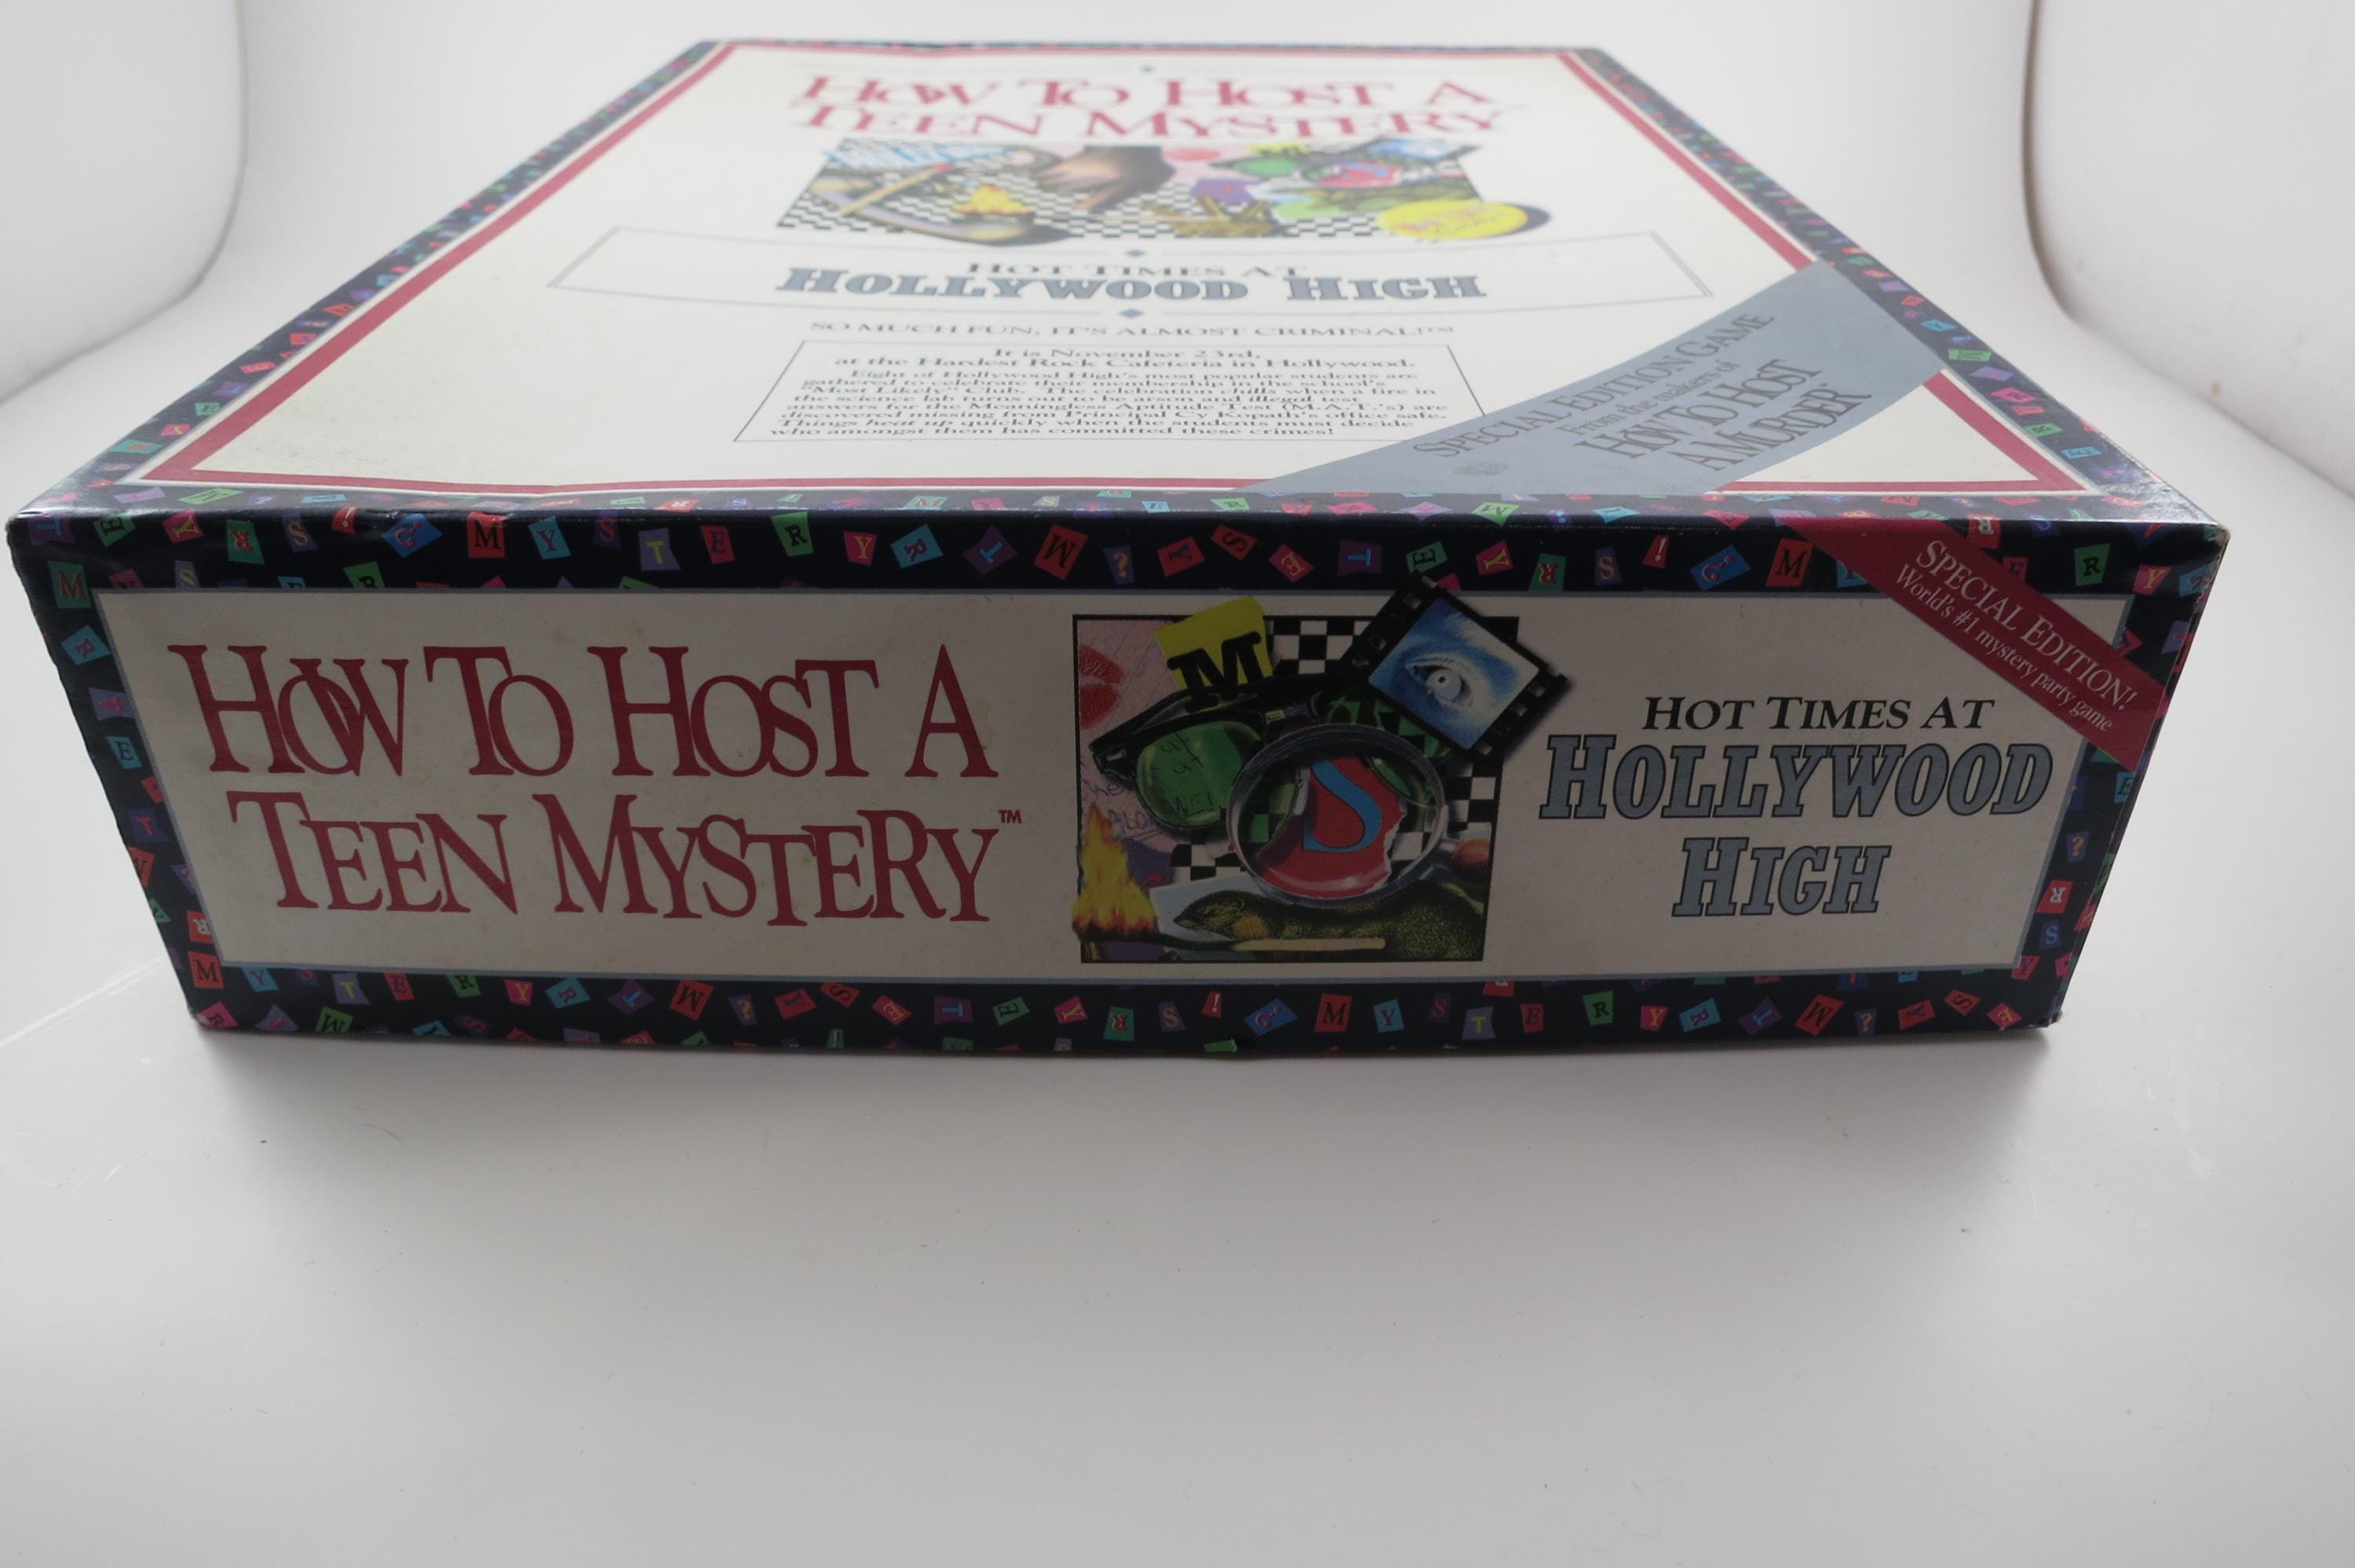 HOW TO HOST A
TEEN MYSTERY
HOT TIMES AT
HOLLYWOOD HIGH
SO MUCH FUN, IT'S ALMOST CRIMINAL!™
It is November 23rd,
at the Hardest Rock Cafeteria in Hollywood.
Eight of Hollywood High's most popular students are
gathered to celebrate their membership in the school's
"Most Likely" Club. The celebration chills when a fire in
the science lab turns out to be arson and illegal test
answers for the Meaningless Aptitude Test (M.A.T.'s) are
discovered missing from Principal Cy Kopath's office safe.
Things heat up quickly when the students must decide
who amongst them has committed these crimes!
SPECIAL EDITION GAME
From the makers of
HOW TO HOST
A MURDER™
HOW TO HOST A
TEEN MYSTERY™
M
S
HOT TIMES AT
HOLLYWOOD
HIGH
SPECIAL EDITION!
World's #1 mystery party game